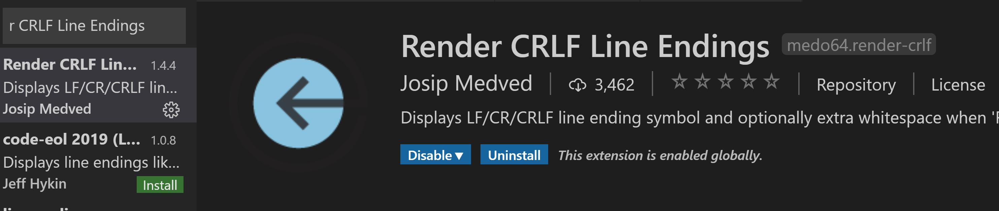 r CRLF Line Endings
Render CRLF Lin... 1.4.4
Displays LF/CR/CRLF lin...
Josip Medved
code-eol 2019 (L... 1.0.8
Displays line endings lik...
Jeff Hykin Install
Render CRLF Line Endings medo64.render-crlf
Josip Medved 3,462 Repository License
Displays LF/CR/CRLF line ending symbol and optionally extra whitespace when '
Disable Uninstall This extension is enabled globally.